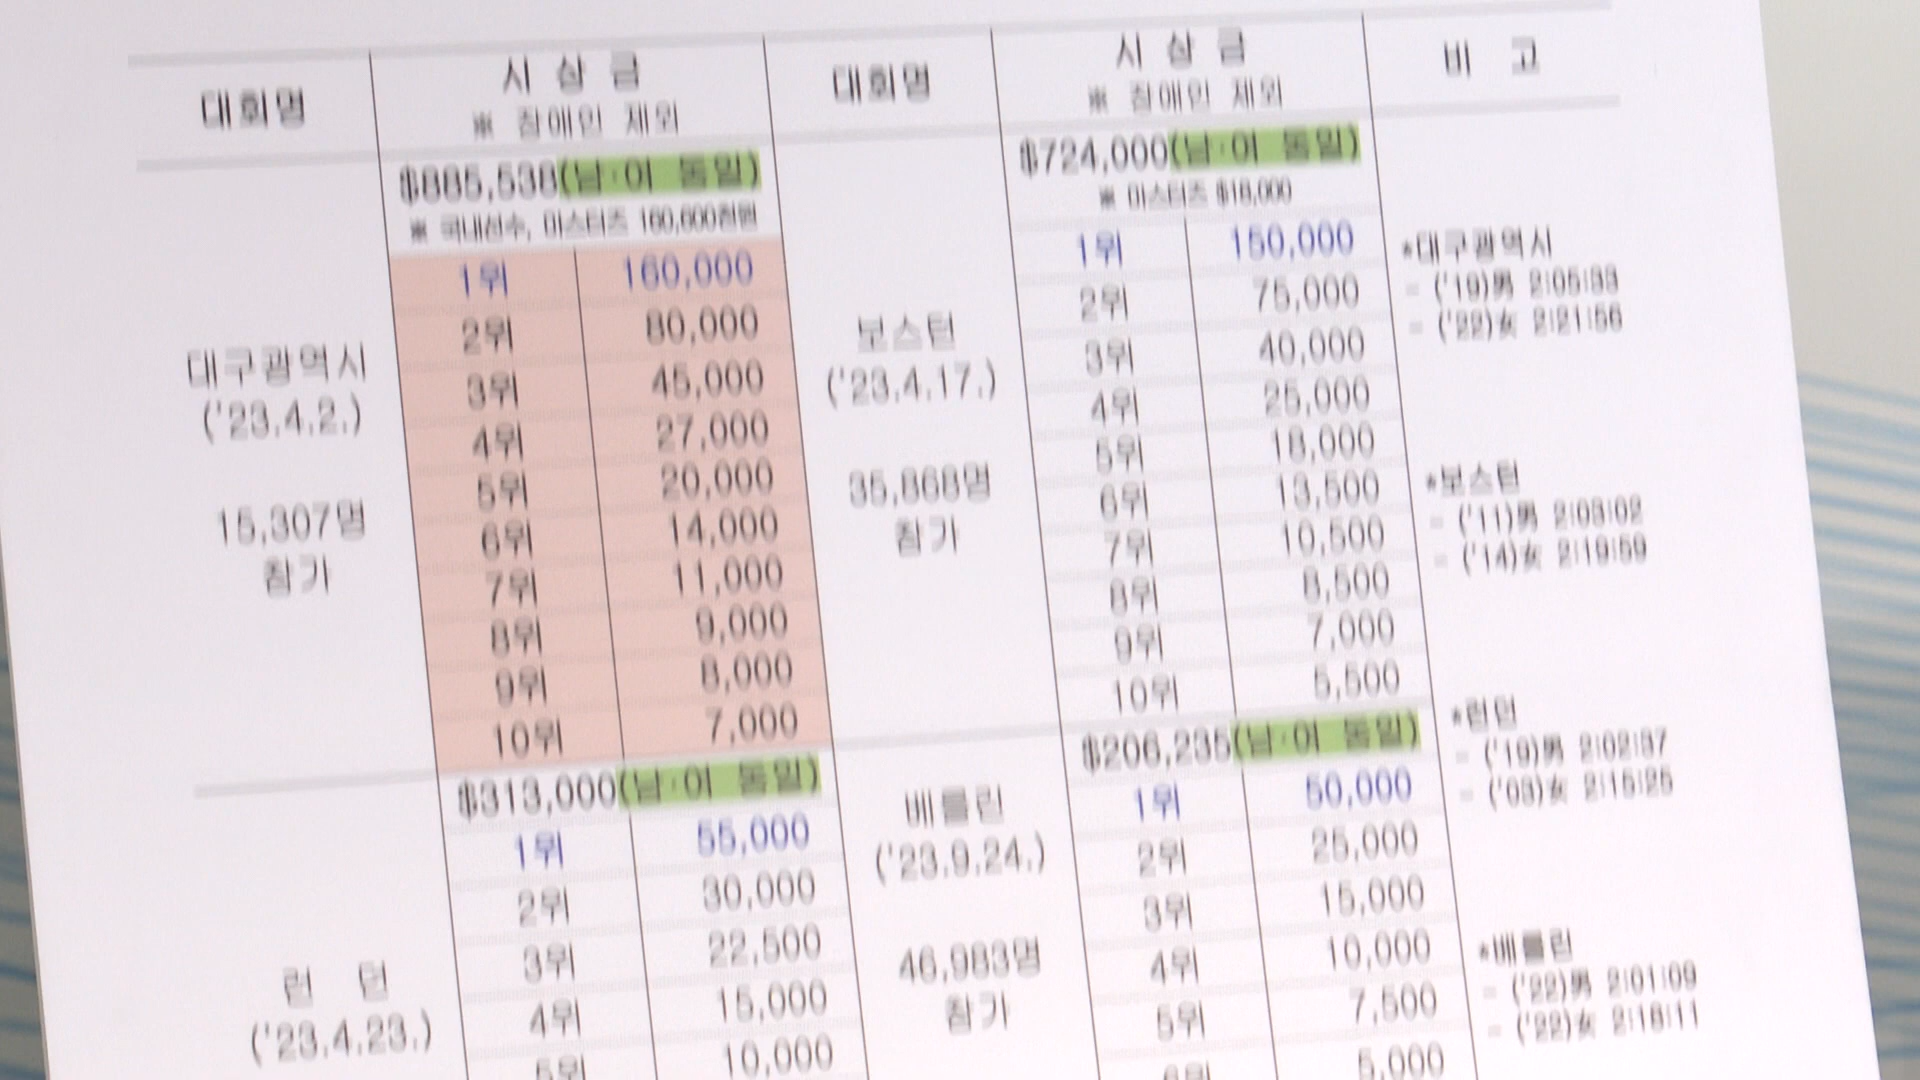 대회명
시 상 금
※ 장애인 제외
대회명
시 상 금
※ 장애인 제외
비 고
대구광역시
('23.4.2.)
15,307명
참가
$885,538(남·여 동일)
※ 국내선수, 마스터즈 160,600천원
1위 160,000
2위 80,000
3위 45,000
4위 27,000
5위 20,000
6위 14,000
7위 11,000
8위 9,000
9위 8,000
10위 7,000
보스턴
('23.4.17.)
35,868명
참가
$724,000(남·여 동일)
※ 마스터즈 $18,000
1위 150,000
2위 75,000
3위 40,000
4위 25,000
5위 18,000
6위 13,500
7위 10,500
8위 8,500
9위 7,000
10위 5,500
런 던
('23.4.23.)
$313,000(남·여 동일)
1위 55,000
2위 30,000
3위 22,500
4위 15,000
5위 10,000
베를린
('23.9.24.)
46,983명
참가
$206,235(남·여 동일)
1위 50,000
2위 25,000
3위 15,000
4위 10,000
5위 7,500
6위 5,000
*대구광역시
- ('19)男 2:05:33
- ('22)女 2:21:56
*보스턴
- ('11)男 2:03:02
- ('14)女 2:19:59
*런던
- ('19)男 2:02:37
- ('03)女 2:15:25
*베를린
- ('22)男 2:01:09
- ('22)女 2:18:11